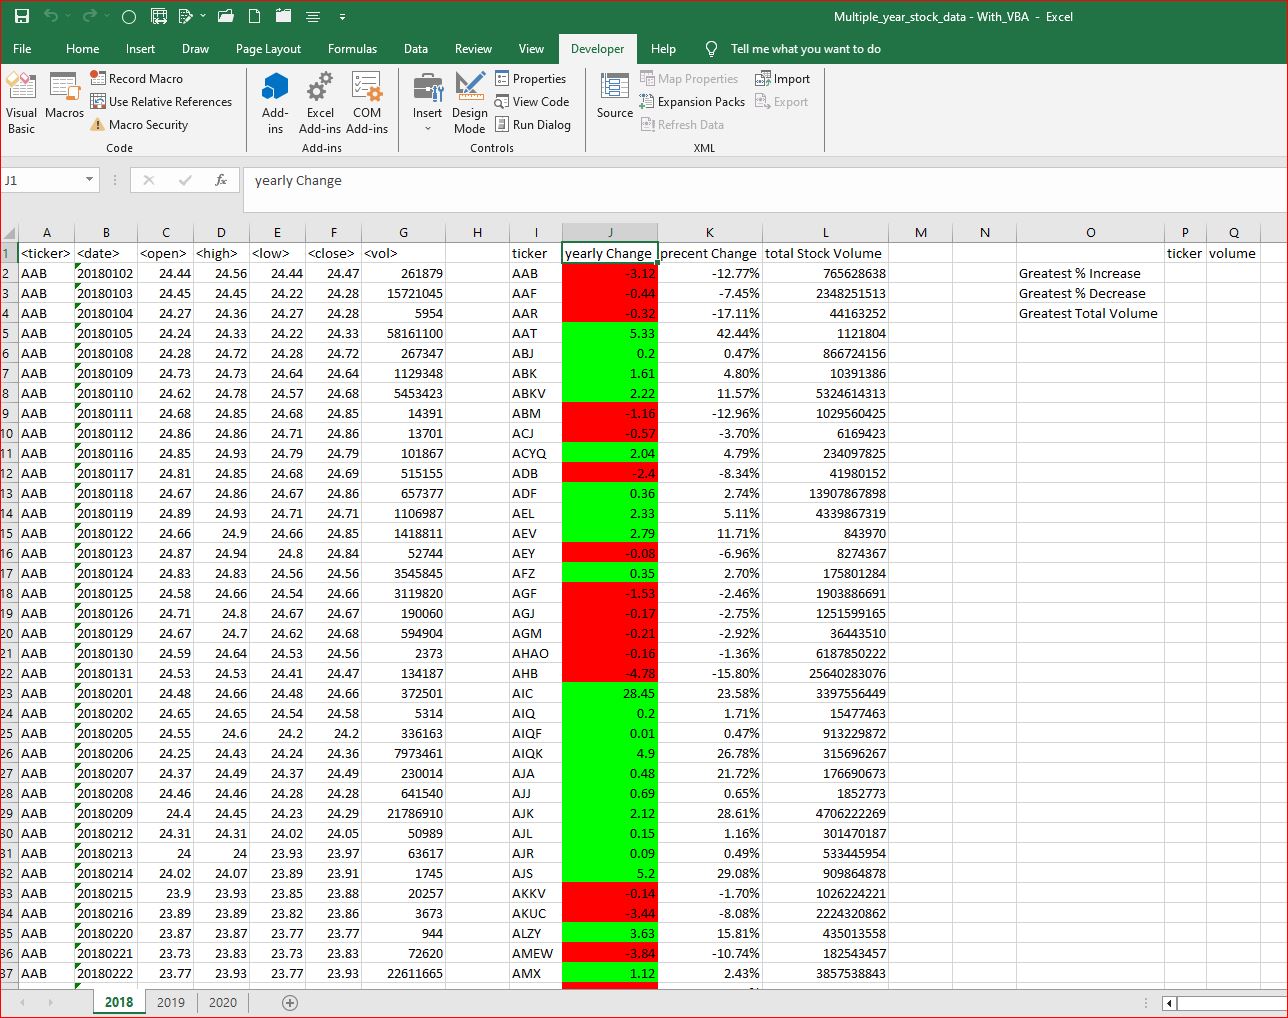 Multiple_year_stock_data - With_VBA - Excel
File Home Insert Draw Page Layout Formulas Data Review View Developer Help Tell me what you want to do
Record Macro Properties Map Properties Import
Use Relative References View Code Expansion Packs Export
Visual Basic Macros Macro Security Add-ins Excel Add-ins COM Add-ins Insert Design Mode Run Dialog Source Refresh Data
Code Add-ins Controls XML
J1 fx yearly Change
A B C D E F G H I J K L M N O P Q
1 <ticker> <date> <open> <high> <low> <close> <vol> ticker yearly Change precent Change total Stock Volume ticker volume
2 AAB 20180102 24.44 24.56 24.44 24.47 261879 AAB -3.12 -12.77% 765628638 Greatest % Increase
3 AAB 20180103 24.45 24.45 24.22 24.28 15721045 AAF -0.44 -7.45% 2348251513 Greatest % Decrease
4 AAB 20180104 24.27 24.36 24.27 24.28 5954 AAR -0.32 -17.11% 44163252 Greatest Total Volume
5 AAB 20180105 24.24 24.33 24.22 24.33 58161100 AAT 5.33 42.44% 1121804
6 AAB 20180108 24.28 24.72 24.28 24.72 267347 ABJ 0.2 0.47% 866724156
7 AAB 20180109 24.73 24.73 24.64 24.64 1129348 ABK 1.61 4.80% 10391386
8 AAB 20180110 24.62 24.78 24.57 24.68 5453423 ABKV 2.22 11.57% 5324614313
9 AAB 20180111 24.68 24.85 24.68 24.85 14391 ABM -1.16 -12.96% 1029560425
10 AAB 20180112 24.86 24.86 24.71 24.86 13701 ACJ -0.57 -3.70% 6169423
11 AAB 20180116 24.85 24.93 24.79 24.79 101867 ACYQ 2.04 4.79% 234097825
12 AAB 20180117 24.81 24.85 24.68 24.69 515155 ADB -2.4 -8.34% 41980152
13 AAB 20180118 24.67 24.86 24.67 24.86 657377 ADF 0.36 2.74% 13907867898
14 AAB 20180119 24.89 24.93 24.71 24.71 1106987 AEL 2.33 5.11% 4339867319
15 AAB 20180122 24.66 24.9 24.66 24.85 1418811 AEV 2.79 11.71% 843970
16 AAB 20180123 24.87 24.94 24.8 24.84 52744 AEY -0.08 -6.96% 8274367
17 AAB 20180124 24.83 24.83 24.56 24.56 3545845 AFZ 0.35 2.70% 175801284
18 AAB 20180125 24.58 24.66 24.54 24.66 3119820 AGF -1.53 -2.46% 1903886691
19 AAB 20180126 24.71 24.8 24.67 24.67 190060 AGJ -0.17 -2.75% 1251599165
20 AAB 20180129 24.67 24.7 24.62 24.68 594904 AGM -0.21 -2.92% 36443510
21 AAB 20180130 24.59 24.64 24.53 24.56 2373 AHAO -0.16 -1.36% 6187850222
22 AAB 20180131 24.53 24.53 24.41 24.47 134187 AHB -4.78 -15.80% 25640283076
23 AAB 20180201 24.48 24.66 24.48 24.66 372501 AIC 28.45 23.58% 3397556449
24 AAB 20180202 24.65 24.65 24.54 24.58 5314 AIQ 0.2 1.71% 15477463
25 AAB 20180205 24.55 24.6 24.2 24.2 336163 AIQF 0.01 0.47% 913229872
26 AAB 20180206 24.25 24.43 24.24 24.36 7973461 AIQK 4.9 26.78% 315696267
27 AAB 20180207 24.37 24.49 24.37 24.49 230014 AJA 0.48 21.72% 176690673
28 AAB 20180208 24.46 24.46 24.28 24.28 641540 AJJ 0.69 0.65% 1852773
29 AAB 20180209 24.4 24.45 24.23 24.29 21786910 AJK 2.12 28.61% 4706222269
30 AAB 20180212 24.31 24.31 24.02 24.05 50989 AJL 0.15 1.16% 301470187
31 AAB 20180213 24 24 23.93 23.97 63617 AJR 0.09 0.49% 533445954
32 AAB 20180214 24.02 24.07 23.89 23.91 1745 AJS 5.2 29.08% 909864878
33 AAB 20180215 23.9 23.93 23.85 23.88 20257 AKKV -0.14 -1.70% 1026224221
34 AAB 20180216 23.89 23.89 23.82 23.86 3673 AKUC -3.44 -8.08% 2224320862
35 AAB 20180220 23.87 23.87 23.77 23.77 944 ALZY 3.63 15.81% 435013558
36 AAB 20180221 23.73 23.83 23.73 23.83 72620 AMEW -3.84 -10.74% 182543457
37 AAB 20180222 23.77 23.93 23.77 23.93 22611665 AMX 1.12 2.43% 3857538843
2018 2019 2020